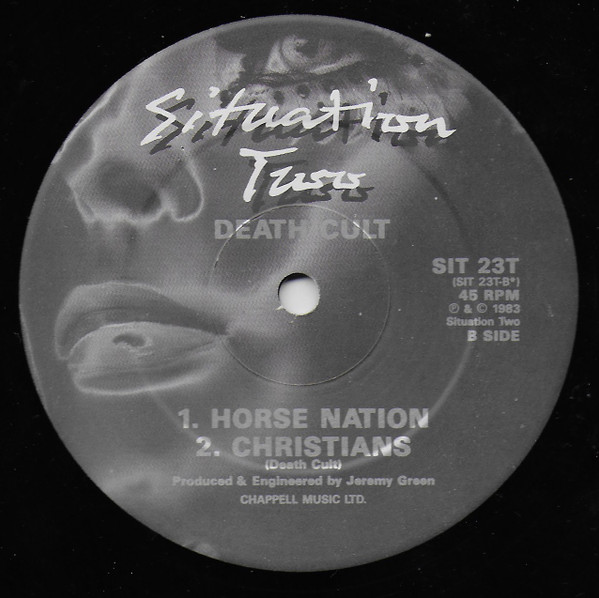 Situation
Two
DEATH CULT
SIT 23T
(SIT 23T-B*)
45 RPM
℗ & © 1983
Situation Two
B SIDE
1. HORSE NATION
2. CHRISTIANS
(Death Cult)
Produced & Engineered by Jeremy Green
CHAPPELL MUSIC LTD.